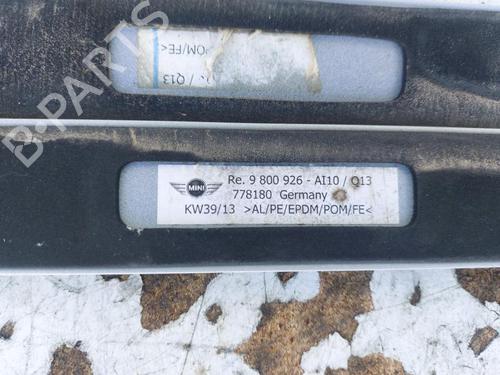 POM/FE<
/ Q13
B-PARTS
MINI
Re. 9 800 926 - AI10 / Q13
778180 Germany
KW39/13 >AL/PE/EPDM/POM/FE<